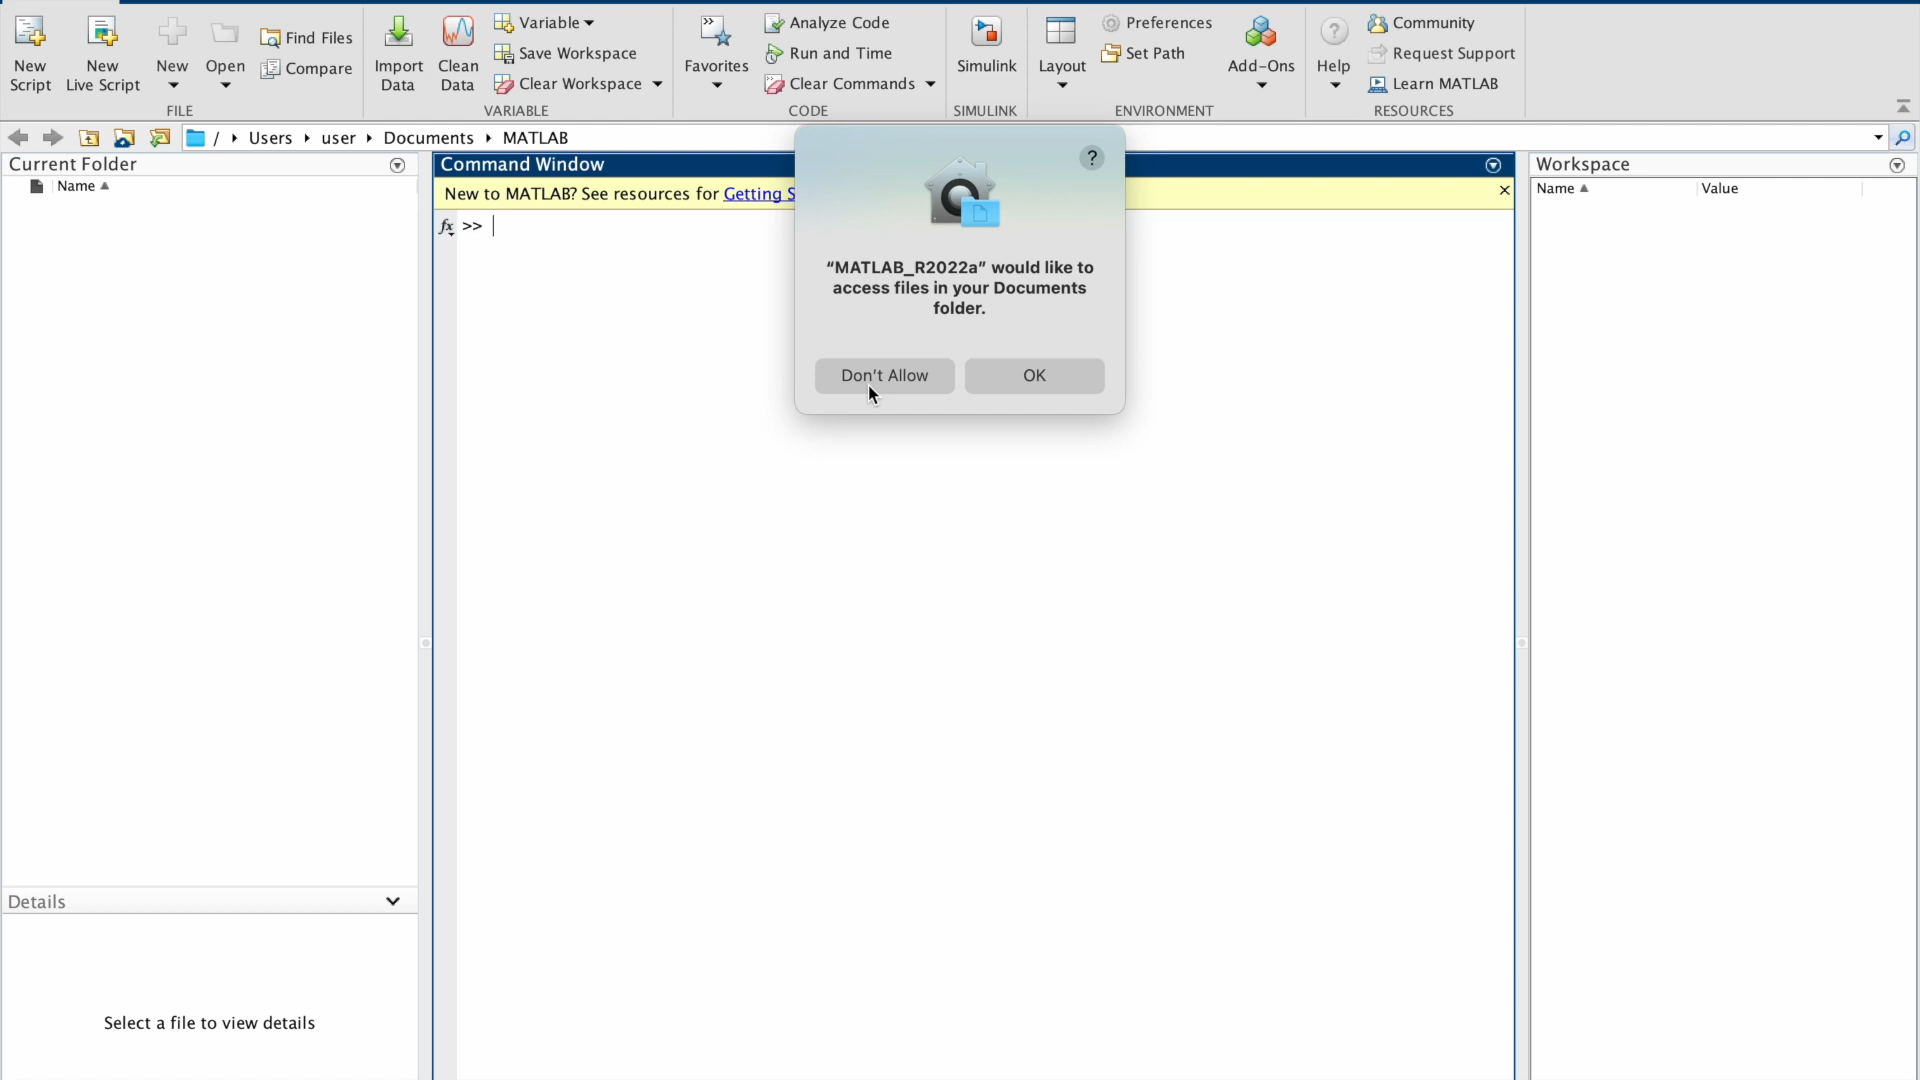 New Script
New Live Script
New
Open
Find Files
Compare
FILE
Import Data
Clean Data
Variable
Save Workspace
Clear Workspace
VARIABLE
Favorites
Analyze Code
Run and Time
Clear Commands
CODE
Simulink
SIMULINK
Layout
Preferences
Set Path
Add-Ons
ENVIRONMENT
Help
Community
Request Support
Learn MATLAB
RESOURCES
/ Users user Documents MATLAB
Current Folder
Name
Command Window
New to MATLAB? See resources for Getting S
fx >>
?
“MATLAB_R2022a” would like to
access files in your Documents
folder.
Don't Allow
OK
Workspace
Name
Value
Details
Select a file to view details